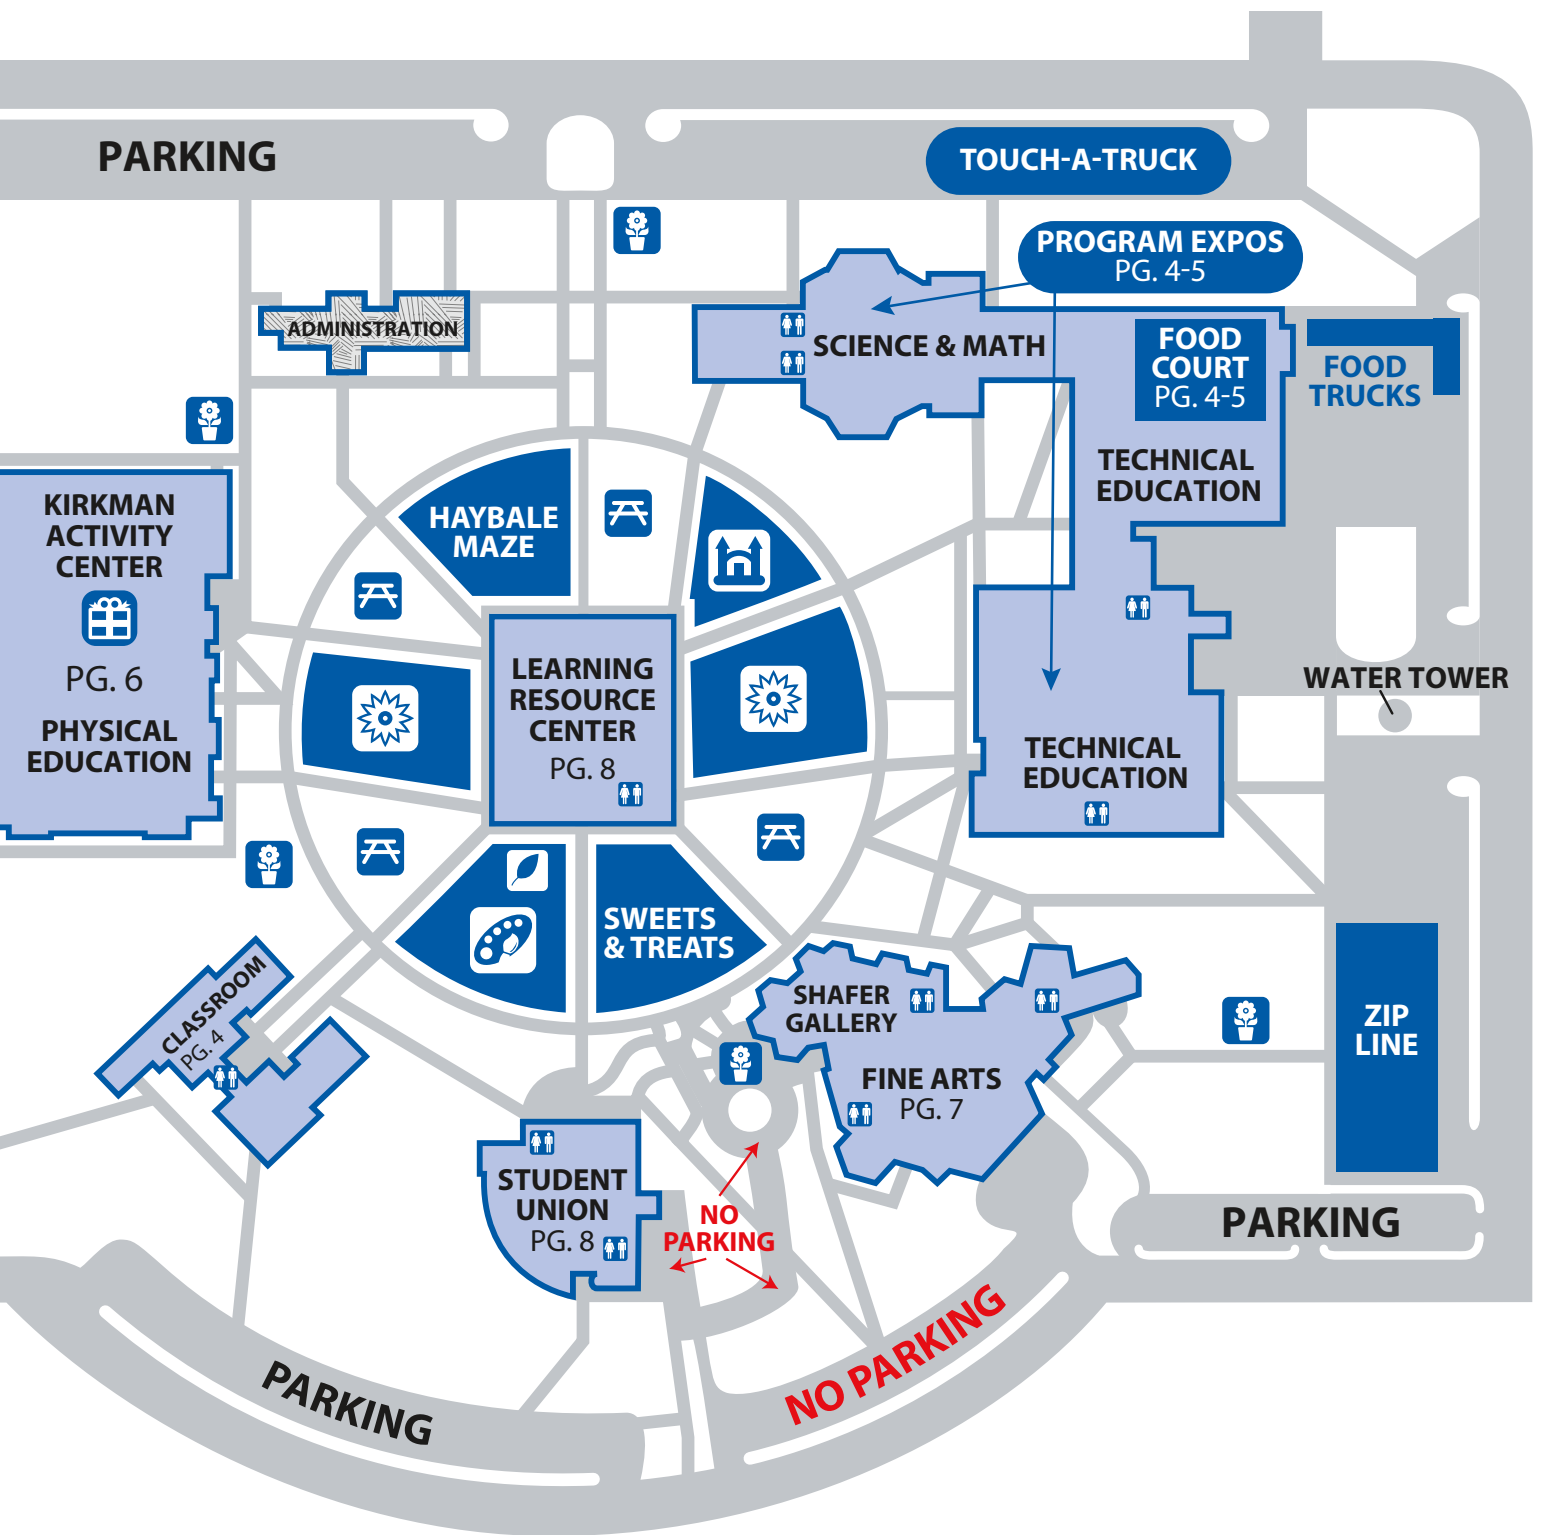 PARKING
TOUCH-A-TRUCK
PROGRAM EXPOS
PG. 4-5
ADMINISTRATION
SCIENCE & MATH
FOOD
COURT
PG. 4-5
FOOD
TRUCKS
TECHNICAL
EDUCATION
KIRKMAN
ACTIVITY
CENTER
PG. 6
PHYSICAL
EDUCATION
HAYBALE
MAZE
LEARNING
RESOURCE
CENTER
PG. 8
WATER TOWER
TECHNICAL
EDUCATION
SWEETS
& TREATS
CLASSROOM
PG. 4
SHAFER
GALLERY
FINE ARTS
PG. 7
ZIP
LINE
STUDENT
UNION
PG. 8
NO
PARKING
PARKING
NO PARKING
PARKING